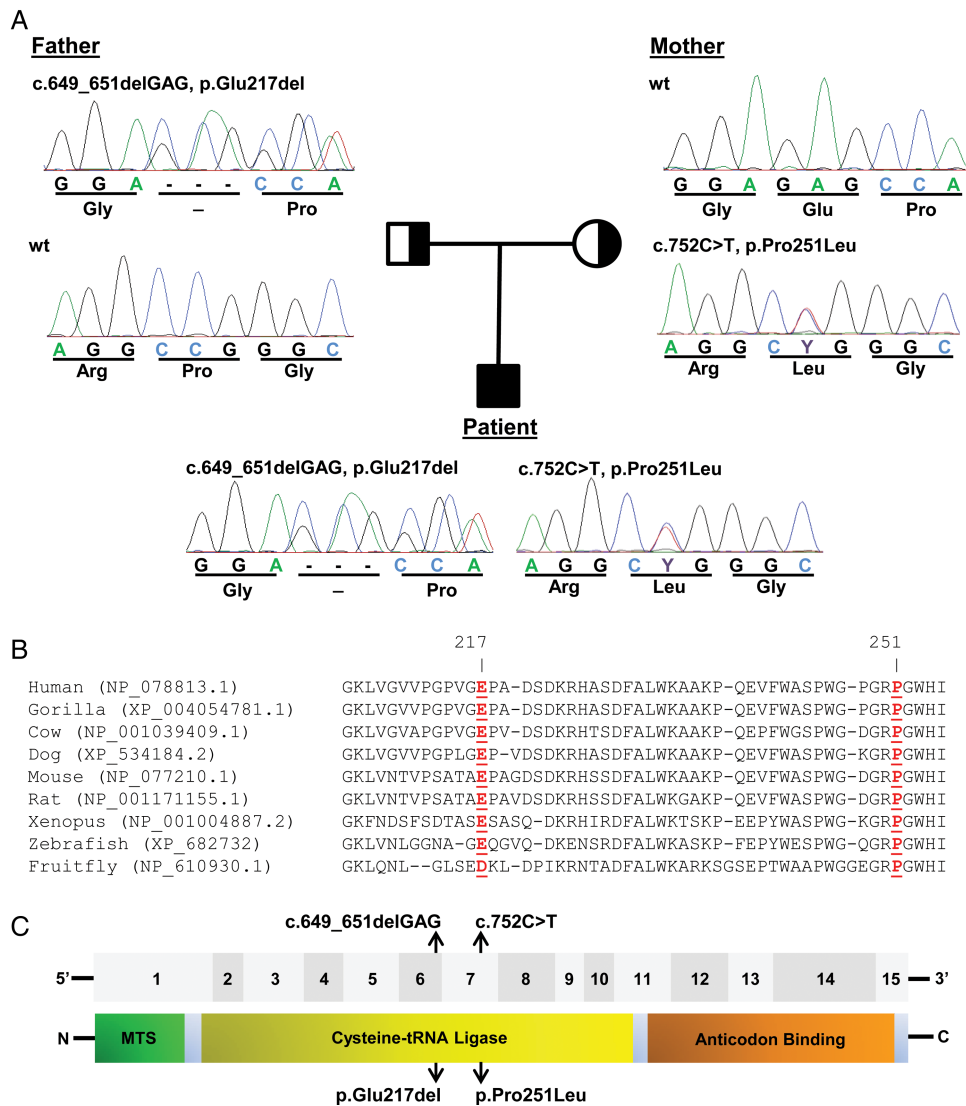 A
Father
c.649_651delGAG, p.Glu217del
G G A - - - C C A
Gly – Pro
wt
A G G C C G G G C
Arg Pro Gly
Mother
wt
G G A G A G C C A
Gly Glu Pro
c.752C>T, p.Pro251Leu
A G G C Y G G G C
Arg Leu Gly
Patient
c.649_651delGAG, p.Glu217del
G G A - - - C C A
Gly – Pro
c.752C>T, p.Pro251Leu
A G G C Y G G G C
Arg Leu Gly
B
217 251
Human (NP_078813.1) GKLVGVVPGPVGEPA-DSDKRHASDFALWKAAKP-QEVFWASPWG-PGRPGWHI
Gorilla (XP_004054781.1) GKLVGVVPGPVGEPA-DSDKRHASDFALWKAAKP-QEVFWASPWG-PGRPGWHI
Cow (NP_001039409.1) GKLVGVAPGPVGEPV-DSDKRHTSDFALWKAAKP-QEVFWGSPWG-DGRPGWHI
Dog (XP_534184.2) GKLVGVVPGPLGEPV-VDSDKRHASDFALWKAAKP-QEVFWASPWG-KGRPGWHI
Mouse (NP_077210.1) GKLVNTVPSATAEPAGDSDKRHSSDFALWKAAKP-QEVFWASPWG-DGRPGWHI
Rat (NP_001171155.1) GKLVNTVPSATAEPAVDSDKRHSSDFALWKGAKP-QEVFWASPWG-DGRPGWHI
Xenopus (NP_001004887.2) GKFNDSFSDTASESASQ-DKRHIRDFALWKTSKP-EEPYWASPWG-KGRPGWHI
Zebrafish (XP_682732) GKLVNLGGNA-GEQGVQ-DKENSRDFALWKASKP-FEPYWDSPWG-QGRPGWHI
Fruitfly (NP_610930.1) GKLQNL--GLSEDKL-DPIKRNTADFALWKARKSGSEPTWAAPWGGEGRPGWHI
C
c.649_651delGAG c.752C>T
5’ 1 2 3 4 5 6 7 8 9 10 11 12 13 14 15 3’
N MTS Cysteine-tRNA Ligase Anticodon Binding C
p.Glu217del p.Pro251Leu